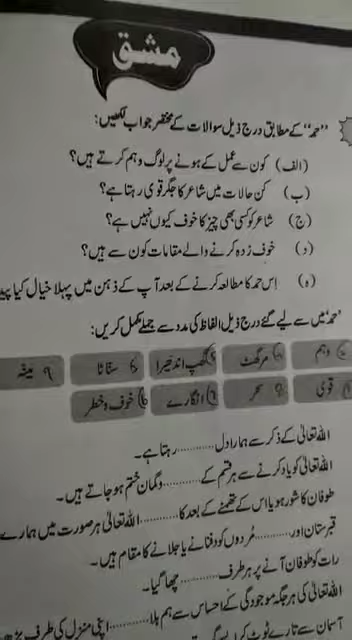 مشق
"حمد" کے مطابق درج ذیل سوالات کے مختصر جواب لکھیں:
(الف) کون سے عمل کے ہونے پر لوگ وہم کرتے ہیں؟
(ب) کن حالات میں شاعر کا جگر قوی رہتا ہے؟
(ج) شاعر کو کسی بھی چیز کا خوف کیوں نہیں ہے؟
(د) خوف زدہ کرنے والے مقامات کون سے ہیں؟
(ہ) اِس حمد کا مطالعہ کرنے کے بعد آپ کے ذہن میں پہلا خیال کیا
'حمد' میں سے لیے گئے درج ذیل الفاظ کی مدد سے جملے مکمل کریں:
وہم مرگھٹ گھپ اندھیرا سنّاٹا ۹ مینہ
قوی سحر انگارے خوف و خطر
اللہ تعالیٰ کے ذکر سے ہمارا دل .......... رہتا ہے۔
اللہ تعالیٰ کو یاد کرنے سے ہر قسم کے .......... وگمان ختم ہو جاتے ہیں۔
طوفان کا شور ہو یا اس کے تھمنے کے بعد کا .......... اللہ تعالیٰ ہر صورت میں ہمارے
قبرستان اور .......... مُردوں کو دفنانے یا جلانے کا مقام ہیں۔
رات کو طوفان آنے پر ہر طرف .......... چھا گیا۔
اللہ تعالیٰ کی ہر جگہ موجودگی کے احساس سے ہم بلا .......... اپنی منزل کی طرف
آسمان سے تارے ٹوٹ